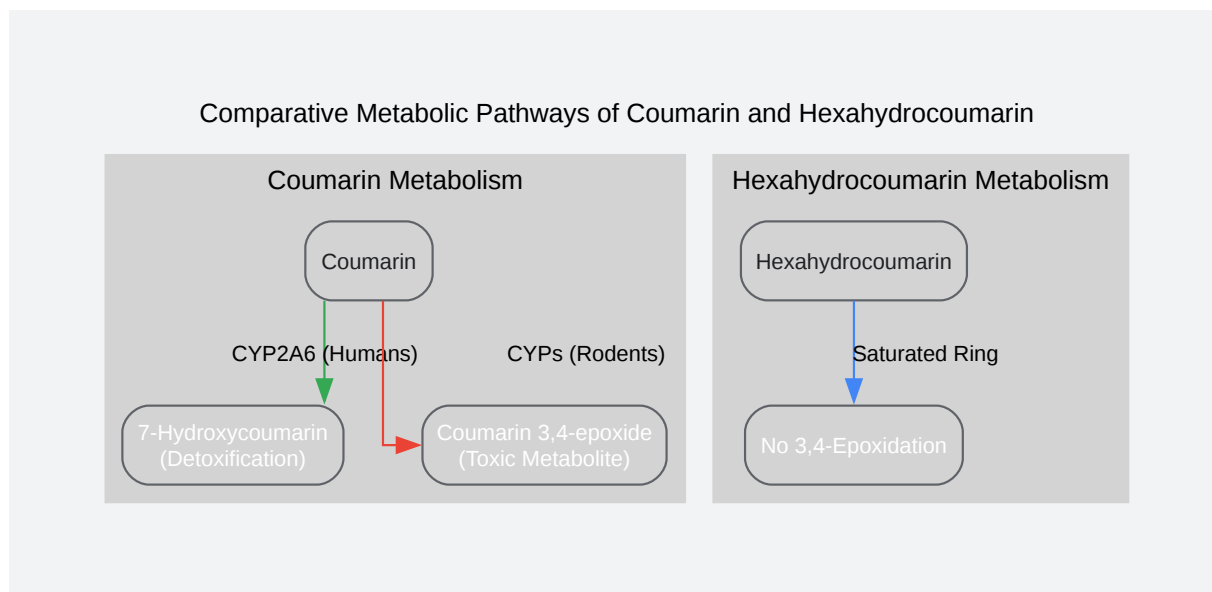 Comparative Metabolic Pathways of Coumarin and Hexahydrocoumarin
Coumarin Metabolism
Coumarin
CYP2A6 (Humans)
CYPs (Rodents)
7-Hydroxycoumarin
(Detoxification)
Coumarin 3,4-epoxide
(Toxic Metabolite)
Hexahydrocoumarin Metabolism
Hexahydrocoumarin
Saturated Ring
No 3,4-Epoxidation